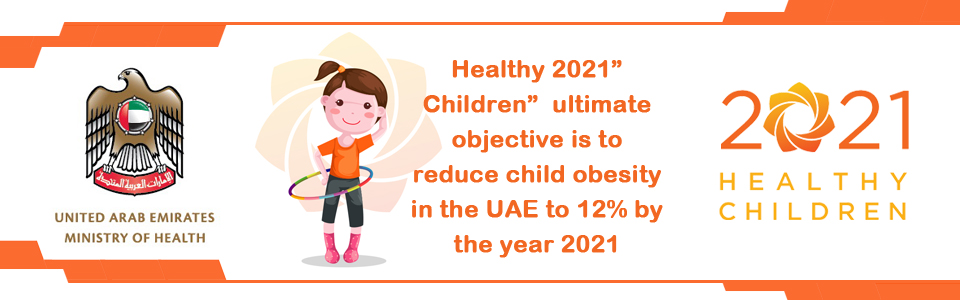 الإمارات العربية المتحدة
UNITED ARAB EMIRATES
MINISTRY OF HEALTH
Healthy 2021”
Children”  ultimate
objective is to
reduce child obesity
in the UAE to 12% by
the year 2021
2021
HEALTHY
CHILDREN